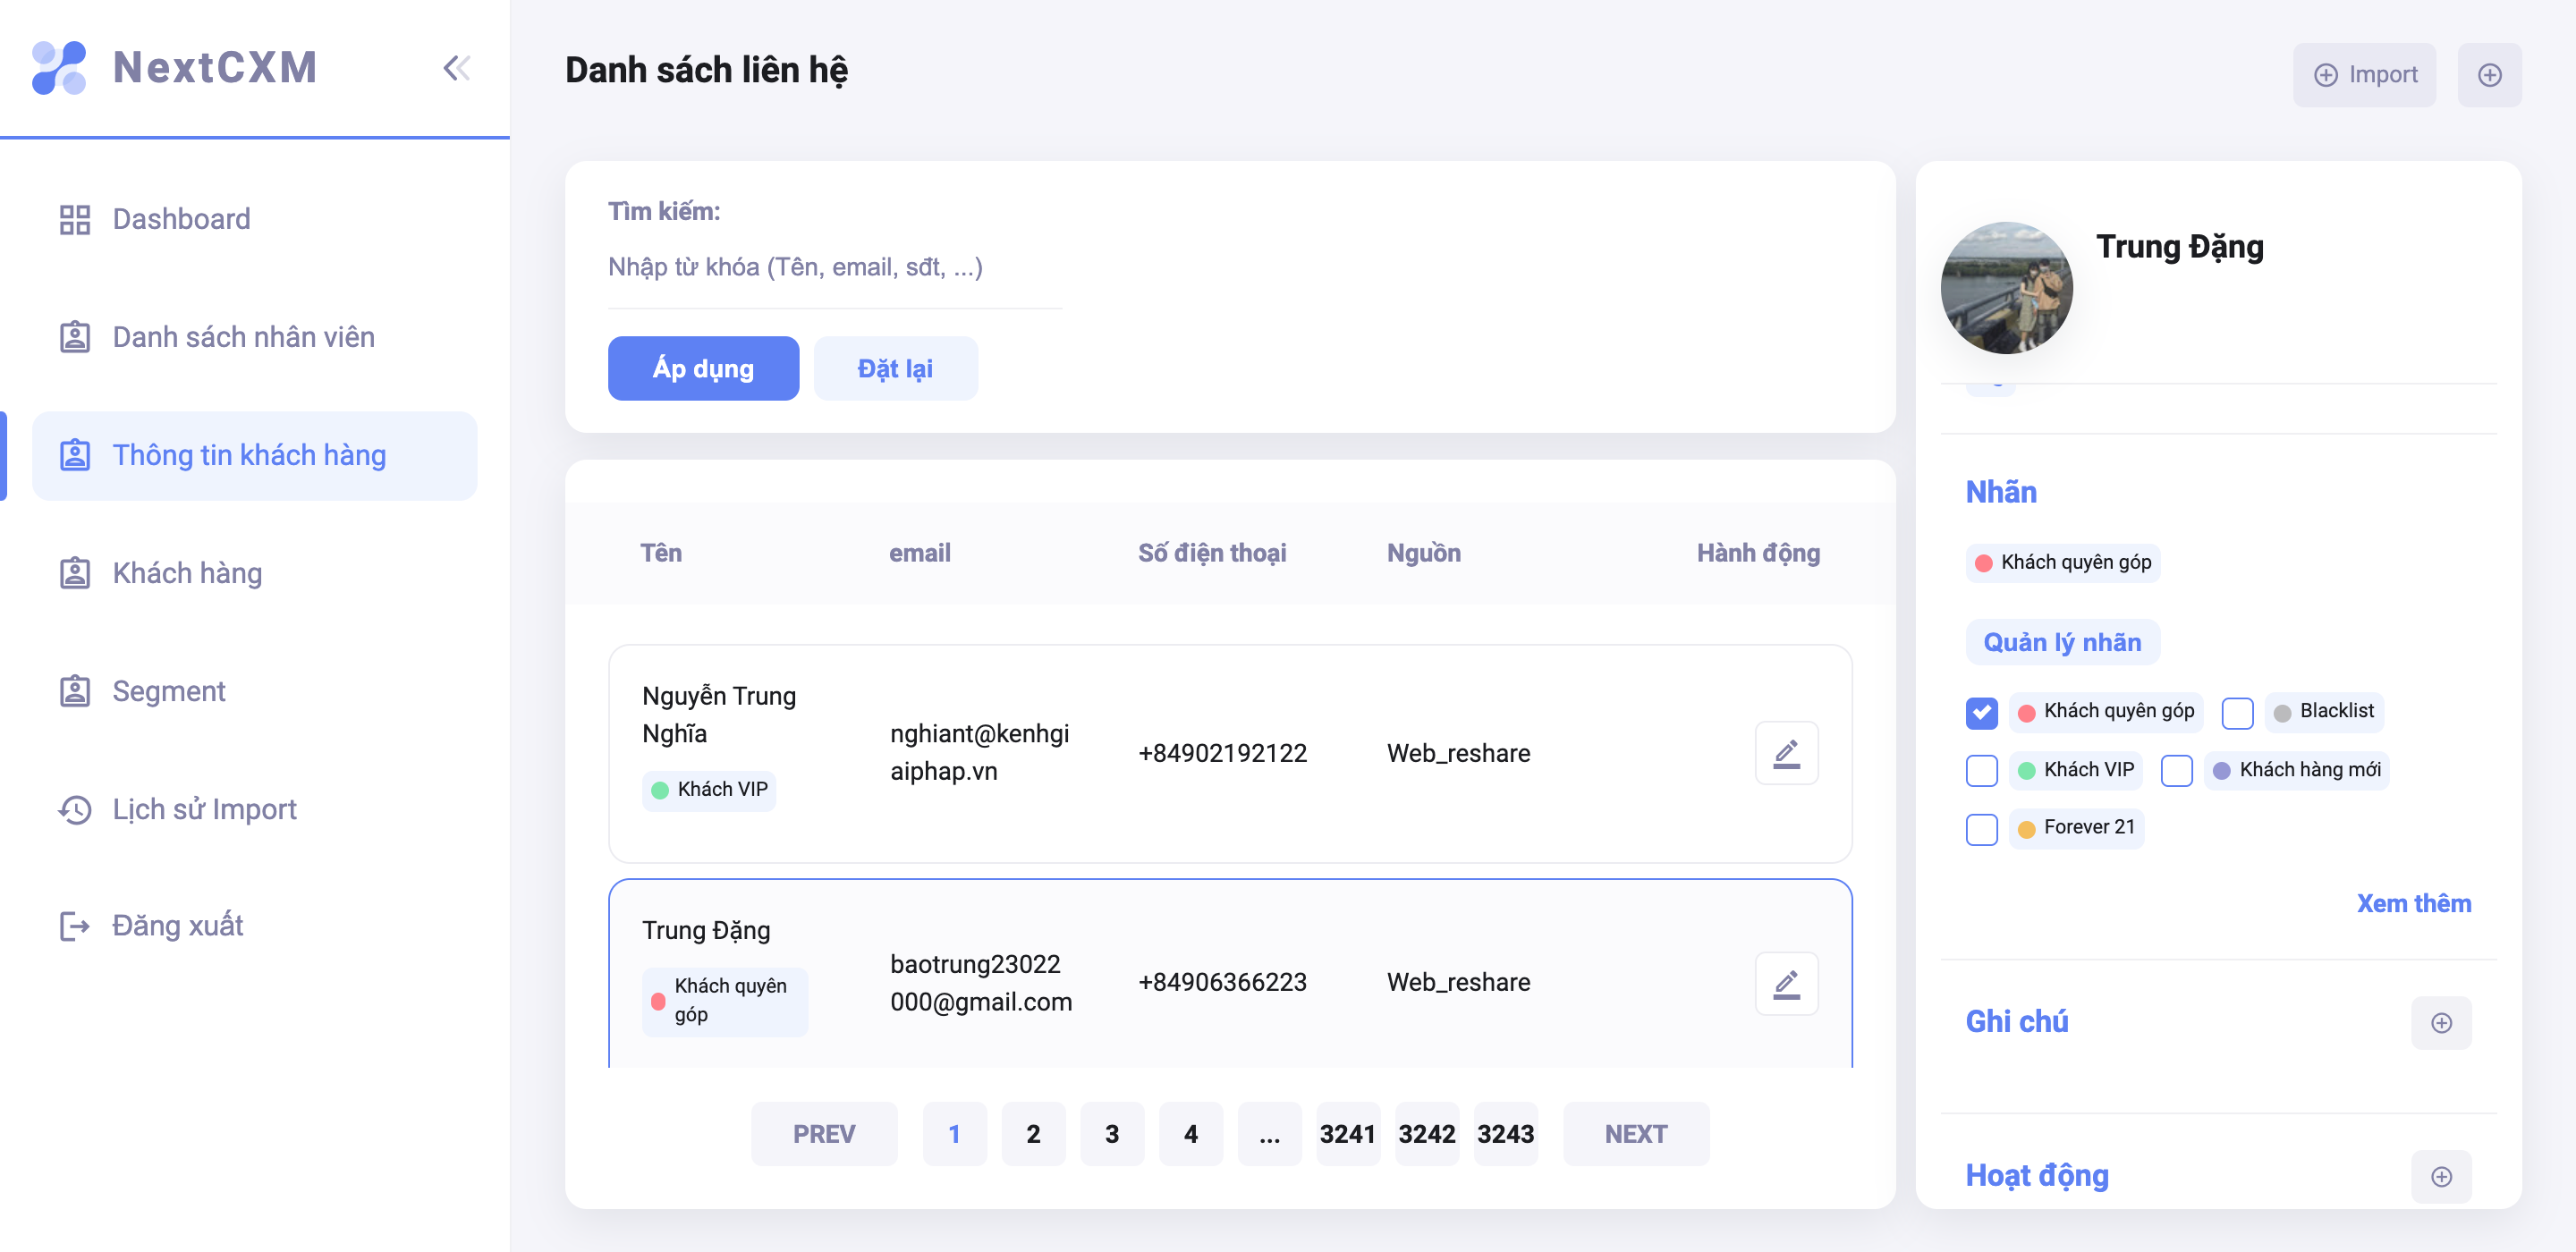 NextCXM
Dashboard
Danh sách nhân viên
Thông tin khách hàng
Khách hàng
Segment
Lịch sử Import
Đăng xuất
Danh sách liên hệ
Import
Tìm kiếm:
Nhập từ khóa (Tên, email, sđt, ...)
Áp dụng
Đặt lại
Tên
email
Số điện thoại
Nguồn
Hành động
Nguyễn Trung
Nghĩa
Khách VIP
nghiant@kenhgi
aiphap.vn
+84902192122
Web_reshare
Trung Đặng
Khách quyên
góp
baotrung23022
000@gmail.com
+84906366223
Web_reshare
PREV
1
2
3
4
...
3241
3242
3243
NEXT
Trung Đặng
Nhãn
Khách quyên góp
Quản lý nhãn
Khách quyên góp
Blacklist
Khách VIP
Khách hàng mới
Forever 21
Xem thêm
Ghi chú
Hoạt động